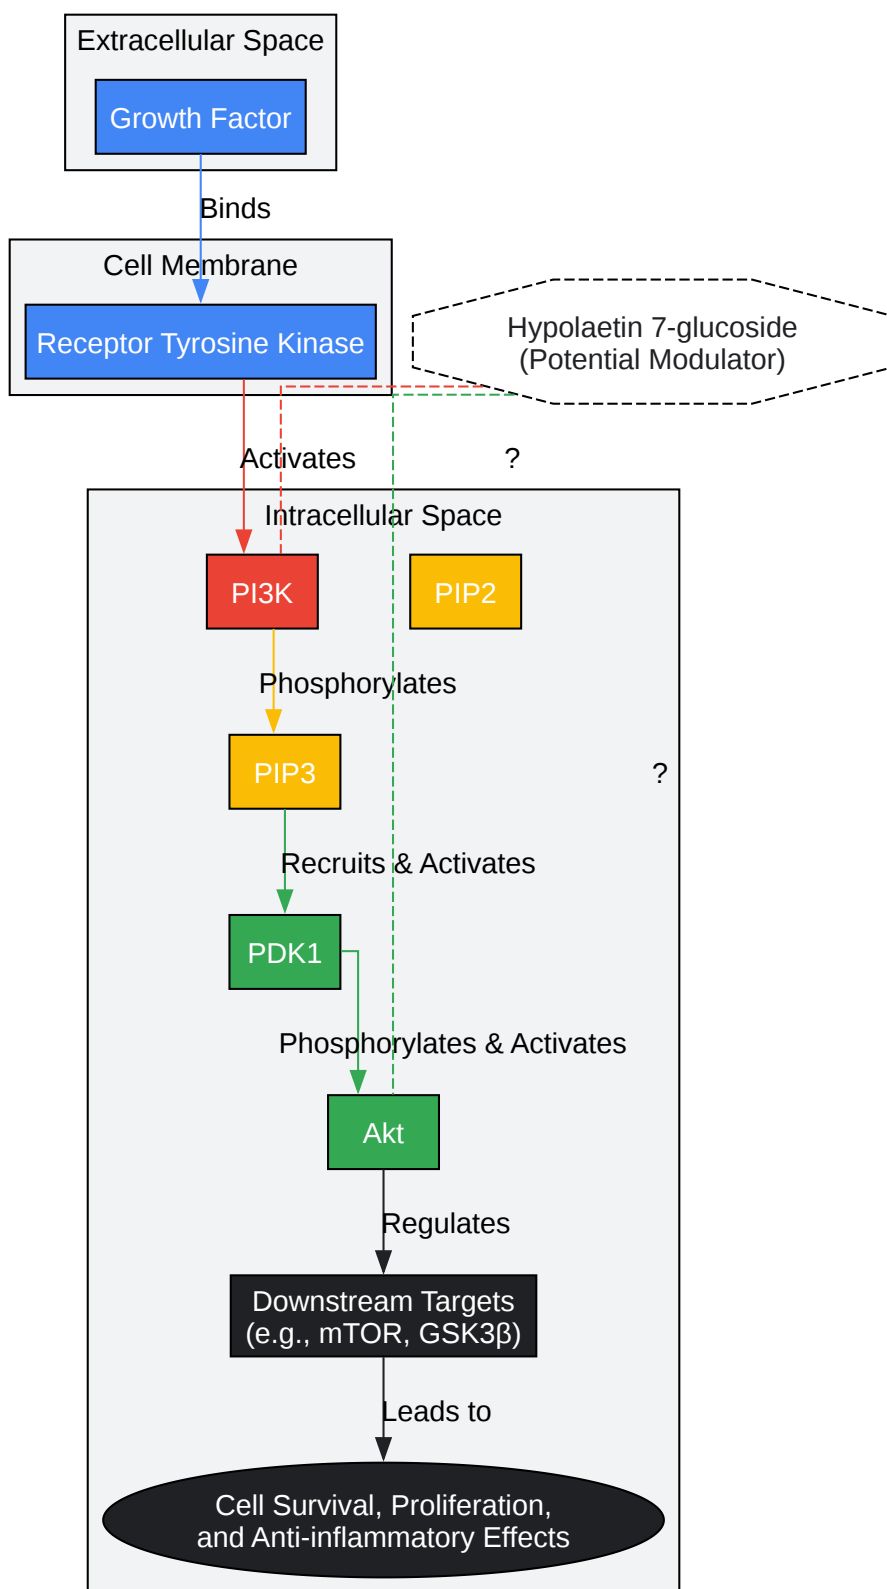 Extracellular Space
Growth Factor
Binds
Cell Membrane
Receptor Tyrosine Kinase
Hypolaetin 7-glucoside
(Potential Modulator)
Activates
?
Intracellular Space
PI3K
PIP2
Phosphorylates
PIP3
?
Recruits & Activates
PDK1
Phosphorylates & Activates
Akt
Regulates
Downstream Targets
(e.g., mTOR, GSK3β)
Leads to
Cell Survival, Proliferation,
and Anti-inflammatory Effects